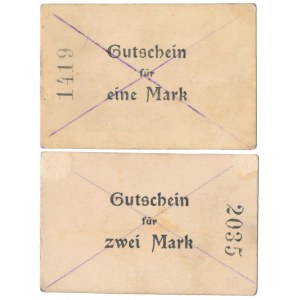 1419
Gutschein
für
eine Mark
Gutschein
für
zwei Mark
2035